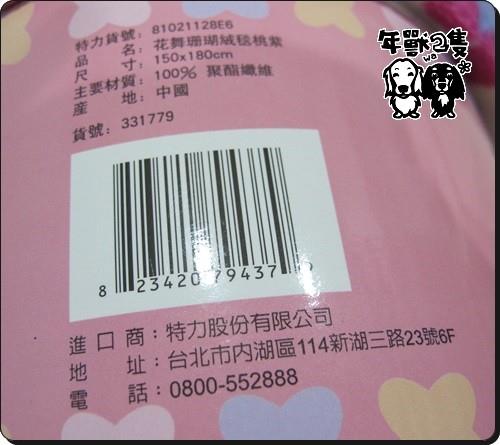 特力貨號: 81021128E6
品名: 花舞珊瑚絨毯桃紫
尺寸: 150x180cm
主要材質: 100% 聚酯纖維
產地: 中國
貨號: 331779
8 23420 79437 9
進口商: 特力股份有限公司
地址: 台北市內湖區114新湖三路23號6F
電話: 0800-552888
年獸2隻
WB